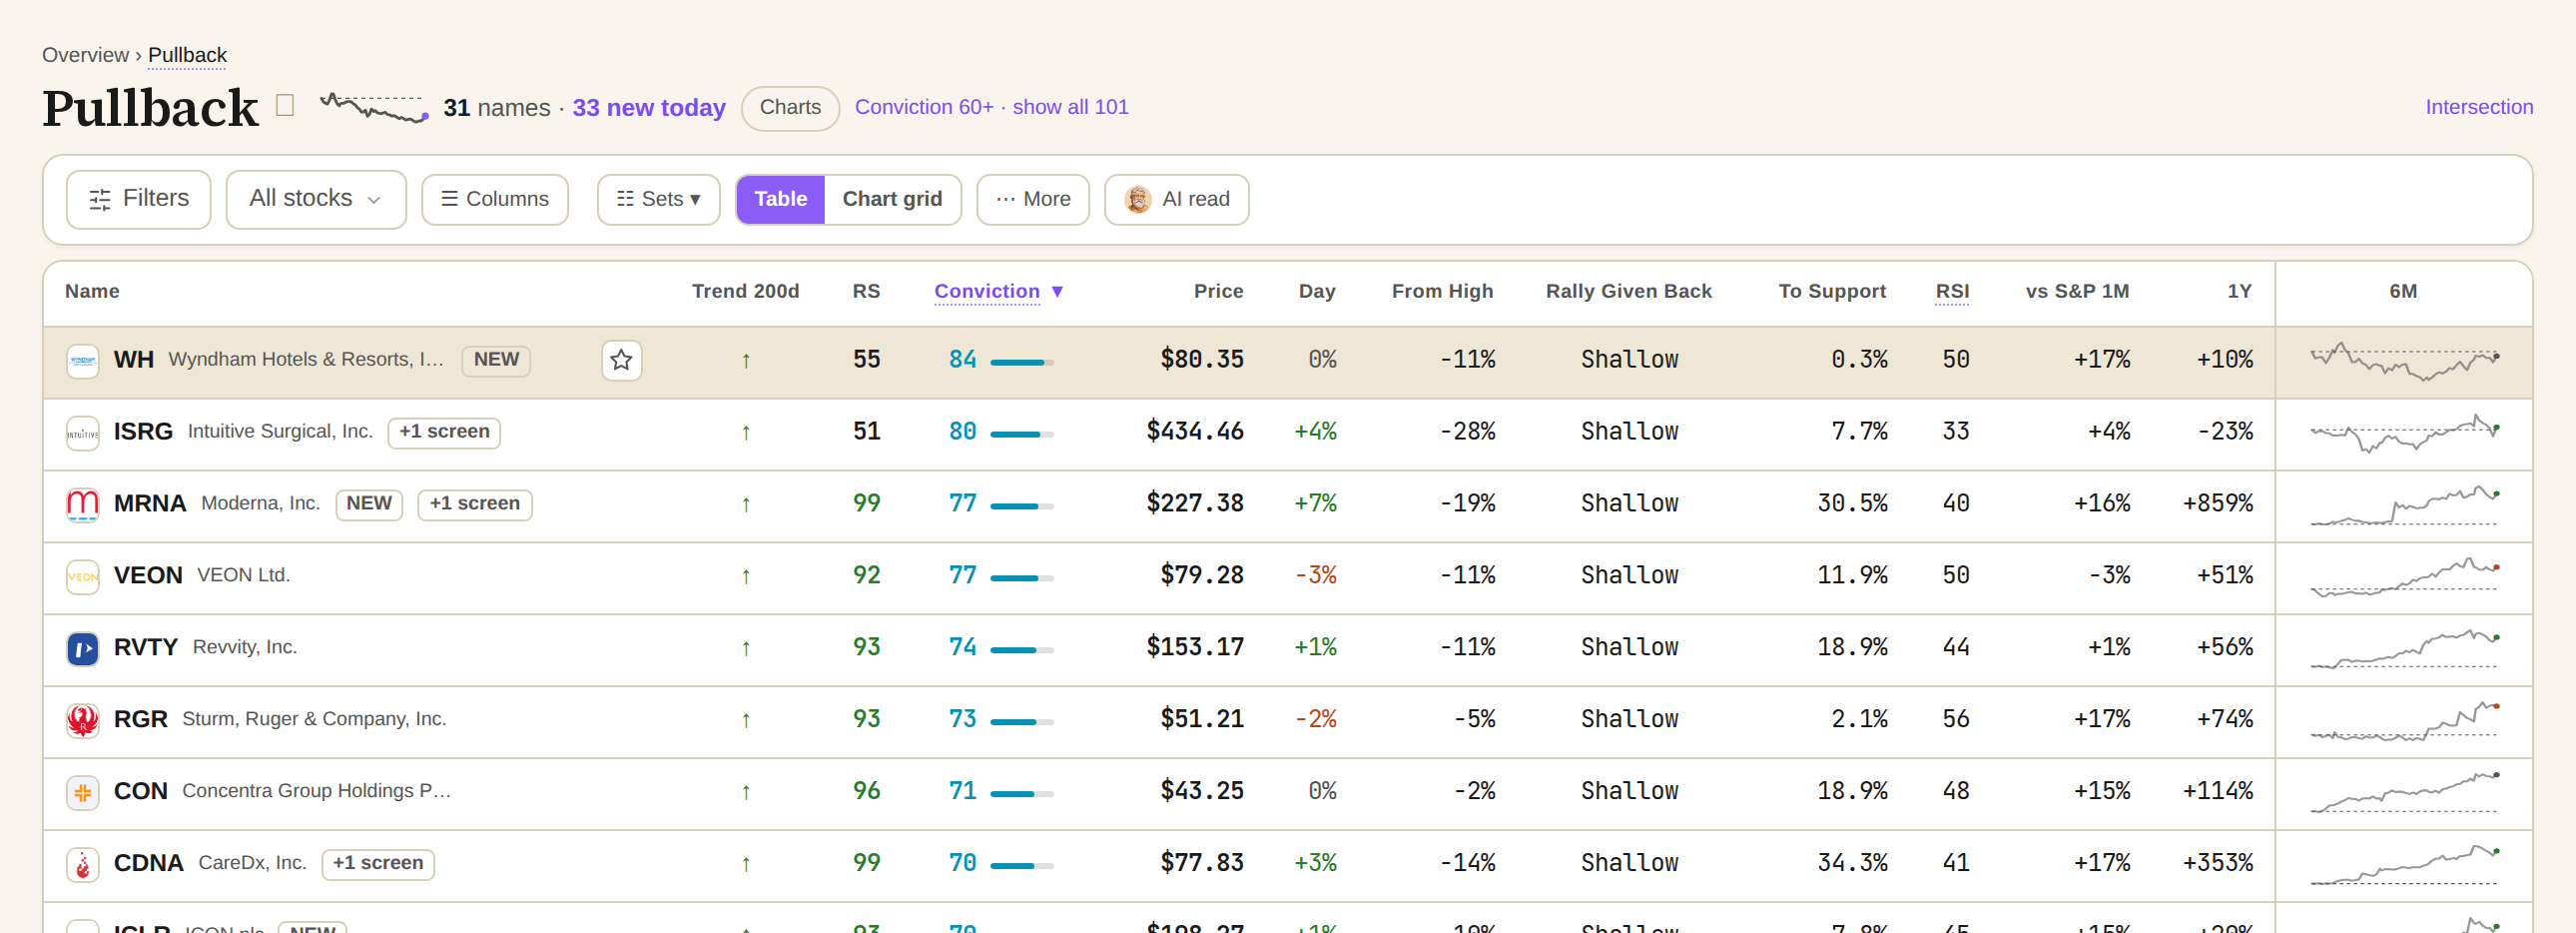 Overview › Pullback
Pullback 31 names · 33 new today Charts Conviction 60+ · show all 101 Intersection
Filters All stocks Columns Sets ▾ Table Chart grid ⋯ More AI read
Name Trend 200d RS Conviction ▼ Price Day From High Rally Given Back To Support RSI vs S&P 1M 1Y 6M
WH Wyndham Hotels & Resorts, I… NEW ↑ 55 84 $80.35 0% -11% Shallow 0.3% 50 +17% +10%
ISRG Intuitive Surgical, Inc. +1 screen ↑ 51 80 $434.46 +4% -28% Shallow 7.7% 33 +4% -23%
MRNA Moderna, Inc. NEW +1 screen ↑ 99 77 $227.38 +7% -19% Shallow 30.5% 40 +16% +859%
VEON VEON Ltd. ↑ 92 77 $79.28 -3% -11% Shallow 11.9% 50 -3% +51%
RVTY Revvity, Inc. ↑ 93 74 $153.17 +1% -11% Shallow 18.9% 44 +1% +56%
RGR Sturm, Ruger & Company, Inc. ↑ 93 73 $51.21 -2% -5% Shallow 2.1% 56 +17% +74%
CON Concentra Group Holdings P… ↑ 96 71 $43.25 0% -2% Shallow 18.9% 48 +15% +114%
CDNA CareDx, Inc. +1 screen ↑ 99 70 $77.83 +3% -14% Shallow 34.3% 41 +17% +353%